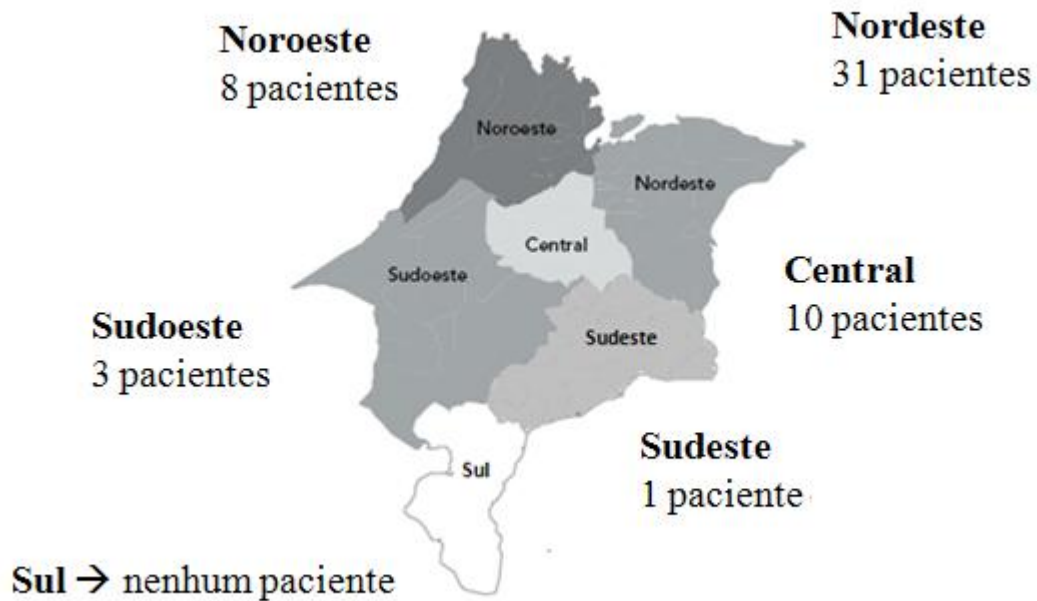 Noroeste
8 pacientes
Nordeste
31 pacientes
Noroeste
Nordeste
Central
Sudoeste
Central
10 pacientes
Sudoeste
3 pacientes
Sudeste
Sudeste
1 paciente
Sul
Sul → nenhum paciente